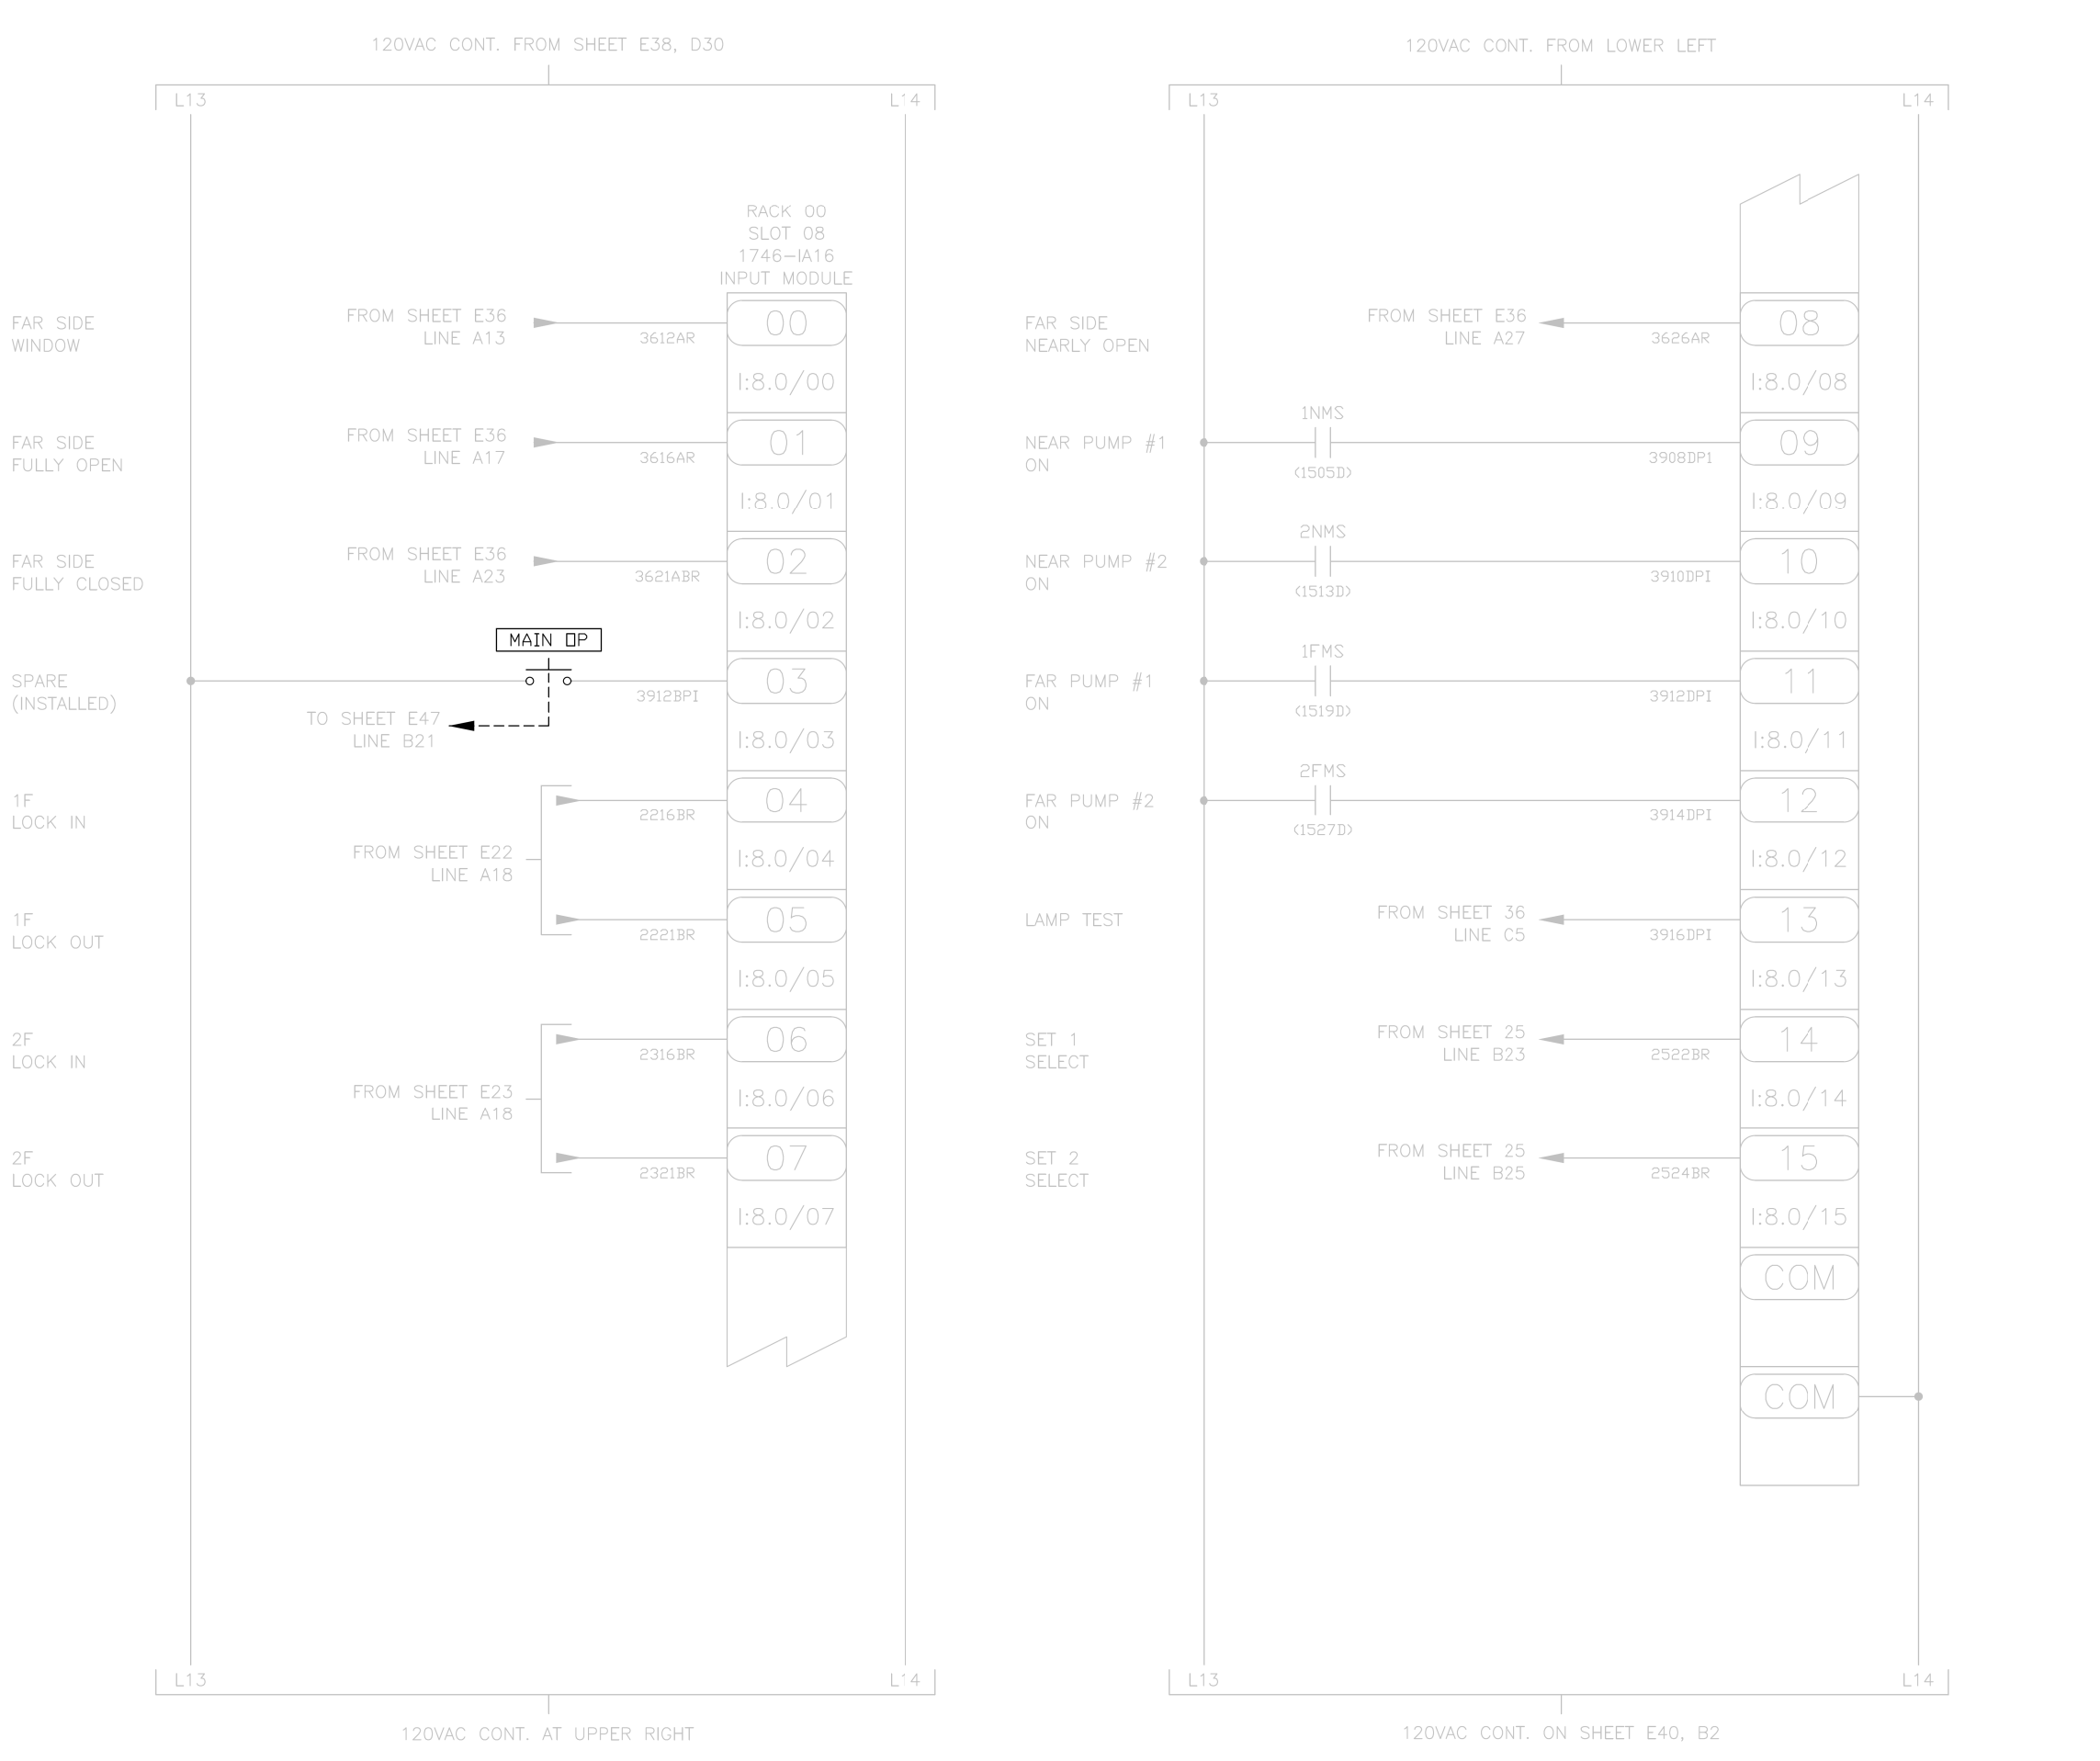 120VAC CONT. FROM SHEET E38, D30
L13
L14
RACK 00
SLOT 08
1746-IA16
INPUT MODULE
FAR SIDE
WINDOW
FROM SHEET E36
LINE A13
3612AR
00
I:8.0/00
FAR SIDE
FULLY OPEN
FROM SHEET E36
LINE A17
3616AR
01
I:8.0/01
FAR SIDE
FULLY CLOSED
FROM SHEET E36
LINE A23
3621ABR
02
I:8.0/02
MAIN OP
SPARE
(INSTALLED)
3912BPI
03
TO SHEET E47
LINE B21
I:8.0/03
1F
LOCK IN
2216BR
04
FROM SHEET E22
LINE A18
I:8.0/04
1F
LOCK OUT
2221BR
05
I:8.0/05
2F
LOCK IN
2316BR
06
FROM SHEET E23
LINE A18
I:8.0/06
2F
LOCK OUT
2321BR
07
I:8.0/07
L13
L14
120VAC CONT. AT UPPER RIGHT
120VAC CONT. FROM LOWER LEFT
L13
L14
FAR SIDE
NEARLY OPEN
FROM SHEET E36
LINE A27
3626AR
08
I:8.0/08
1NMS
NEAR PUMP #1
ON
(1505D)
3908DP1
09
I:8.0/09
2NMS
NEAR PUMP #2
ON
(1513D)
3910DPI
10
I:8.0/10
1FMS
FAR PUMP #1
ON
(1519D)
3912DPI
11
I:8.0/11
2FMS
FAR PUMP #2
ON
(1527D)
3914DPI
12
I:8.0/12
LAMP TEST
FROM SHEET 36
LINE C5
3916DPI
13
I:8.0/13
SET 1
SELECT
FROM SHEET 25
LINE B23
2522BR
14
I:8.0/14
SET 2
SELECT
FROM SHEET 25
LINE B25
2524BR
15
I:8.0/15
COM
COM
L13
L14
120VAC CONT. ON SHEET E40, B2